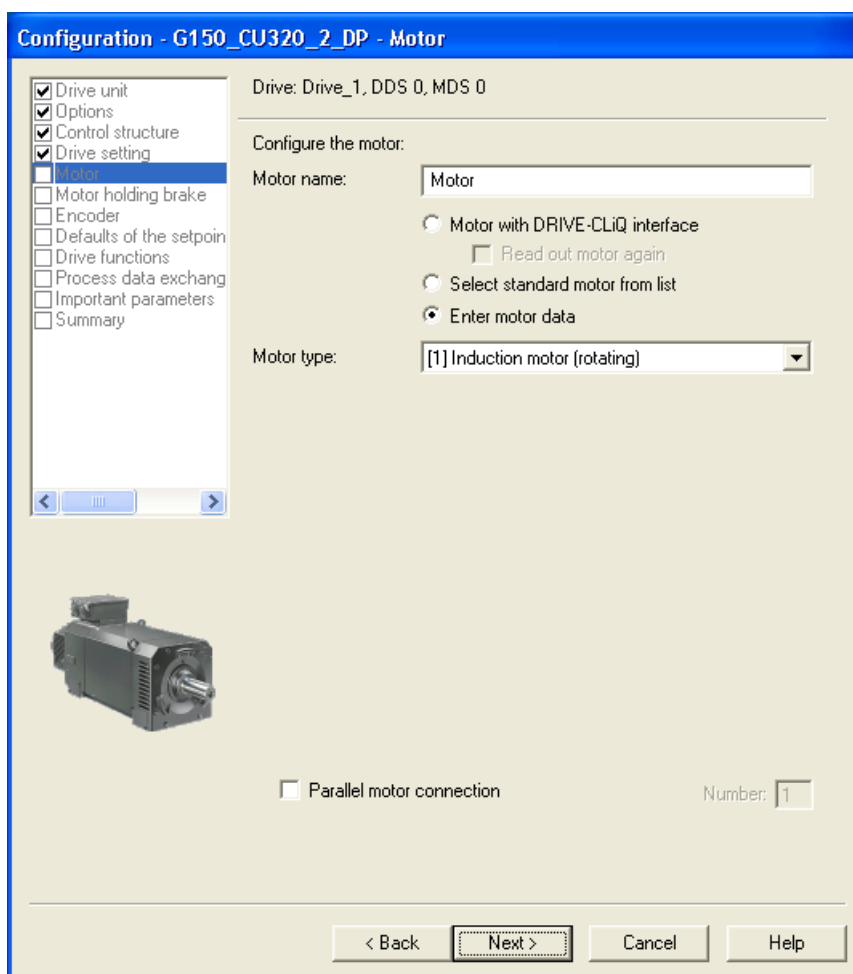 Configuration - G150_CU320_2_DP - Motor
Drive unit
Options
Control structure
Drive setting
Motor
Motor holding brake
Encoder
Defaults of the setpoin
Drive functions
Process data exchang
Important parameters
Summary
Drive: Drive_1, DDS 0, MDS 0
Configure the motor:
Motor name: Motor
Motor with DRIVE-CLiQ interface
Read out motor again
Select standard motor from list
Enter motor data
Motor type: [1] Induction motor (rotating)
Parallel motor connection Number: 1
< Back Next > Cancel Help